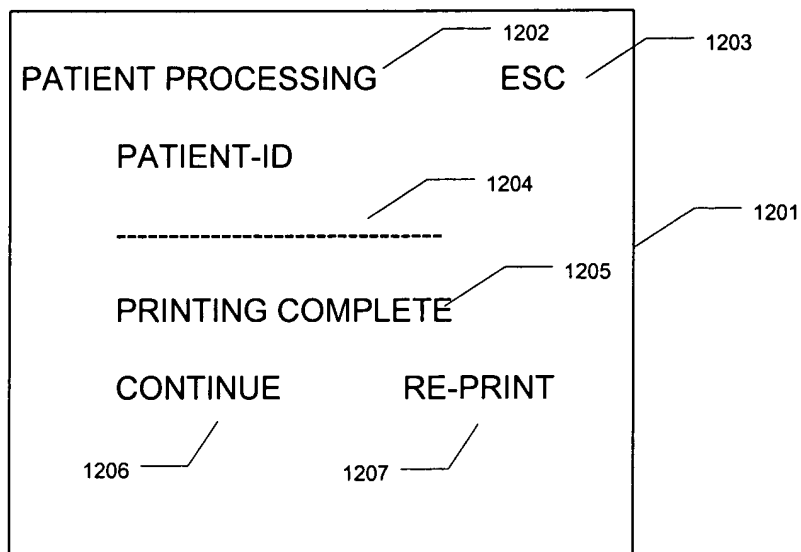 1202
1203
PATIENT PROCESSING ESC
PATIENT-ID
1204
1201
--------------------------------
1205
PRINTING COMPLETE
CONTINUE RE-PRINT
1206 1207